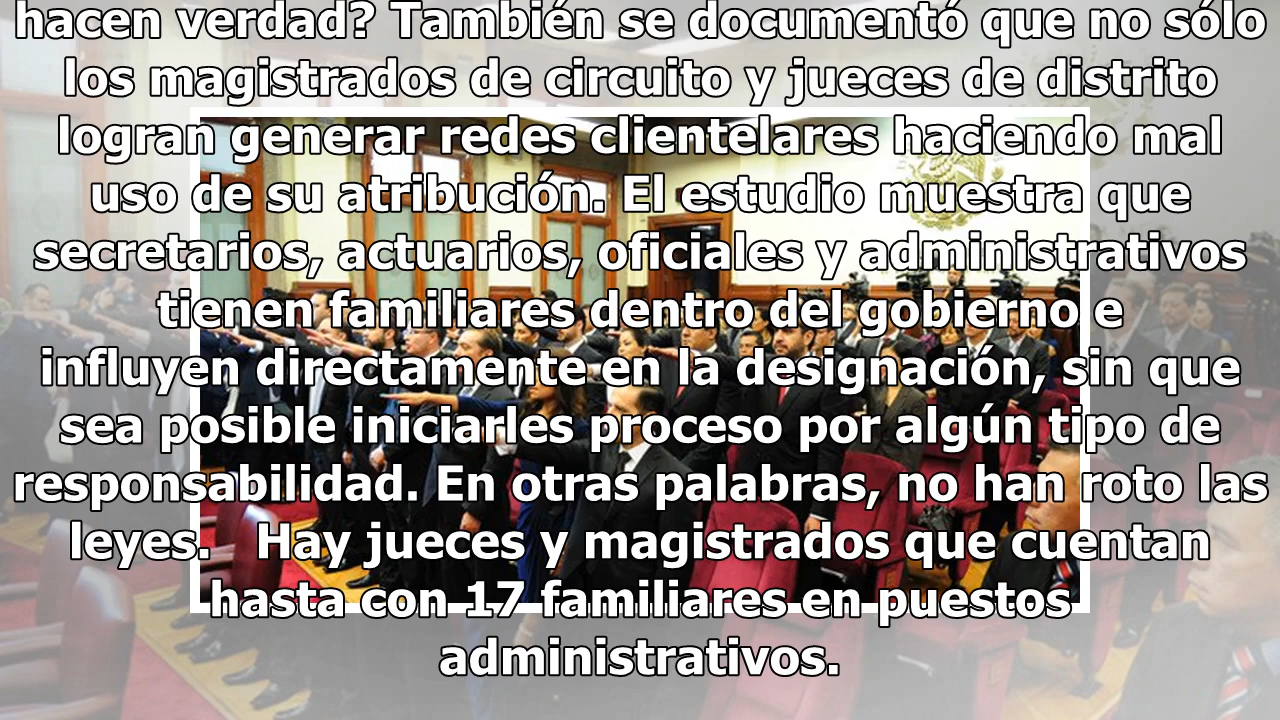 hacen verdad? También se documentó que no sólo
los magistrados de circuito y jueces de distrito
logran generar redes clientelares haciendo mal
uso de su atribución. El estudio muestra que
secretarios, actuarios, oficiales y administrativos
tienen familiares dentro del gobierno e
influyen directamente en la designación, sin que
sea posible iniciarles proceso por algún tipo de
responsabilidad. En otras palabras, no han roto las
leyes.   Hay jueces y magistrados que cuentan
hasta con 17 familiares en puestos
administrativos.